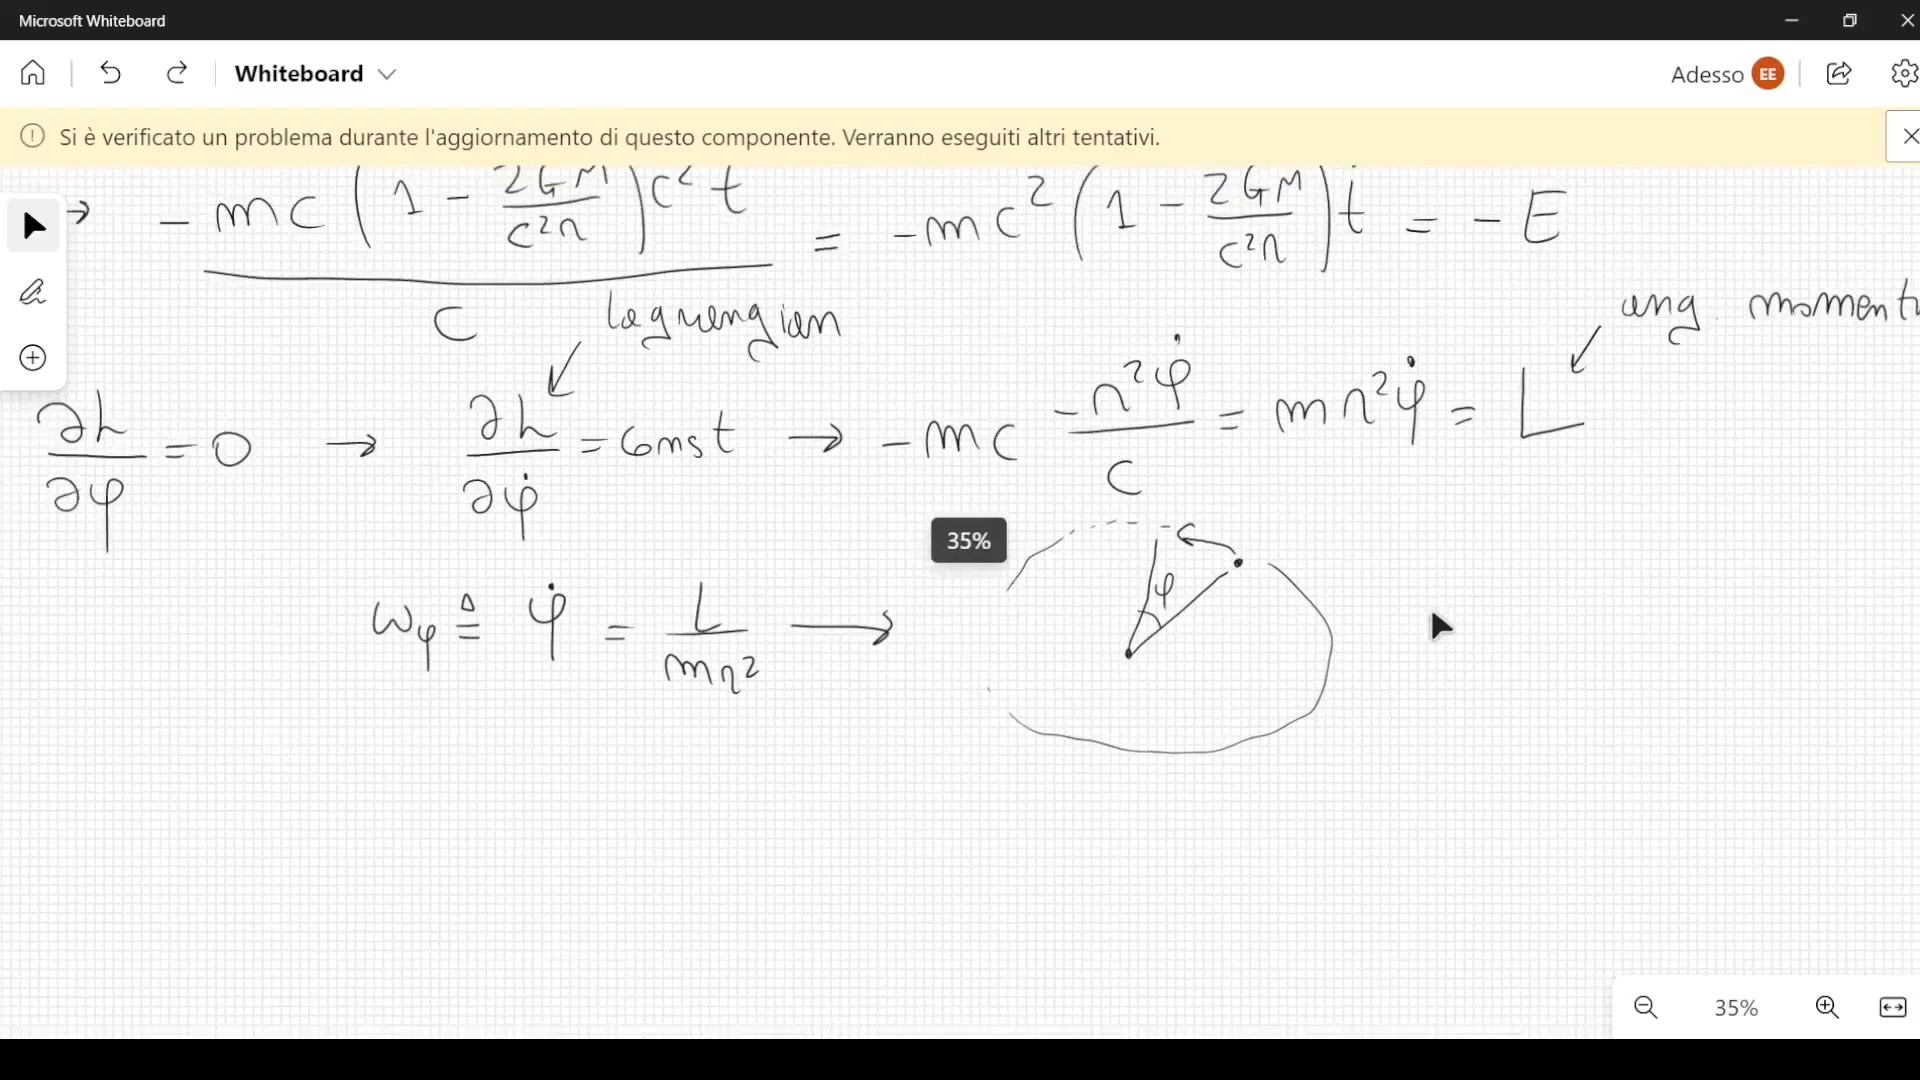 Microsoft Whiteboard
Whiteboard
Adesso EE
Si è verificato un problema durante l'aggiornamento di questo componente. Verranno eseguiti altri tentativi.
→ - mc (1 - 2GM/c²r) c² ṫ / c = - mc² (1 - 2GM/c²r) ṫ = - E
lagrangian
ang. moment
∂L/∂φ = 0 → ∂L/∂φ̇ = const → - mc -r²φ̇/c = mr²φ̇ = L
35%
φ
ω_φ ≜ φ̇ = L/mr² →
35%